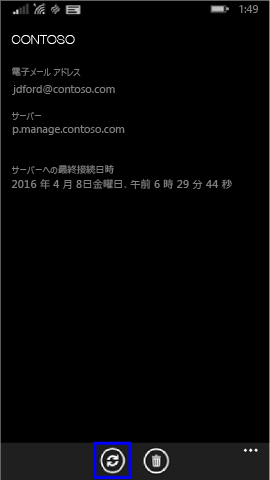 1:49
CONTOSO
電子メール アドレス
jdford@contoso.com
サーバー
p.manage.contoso.com
サーバーへの最終接続日時
2016 年 4 月 8日金曜日、午前 6 時 29 分 44 秒